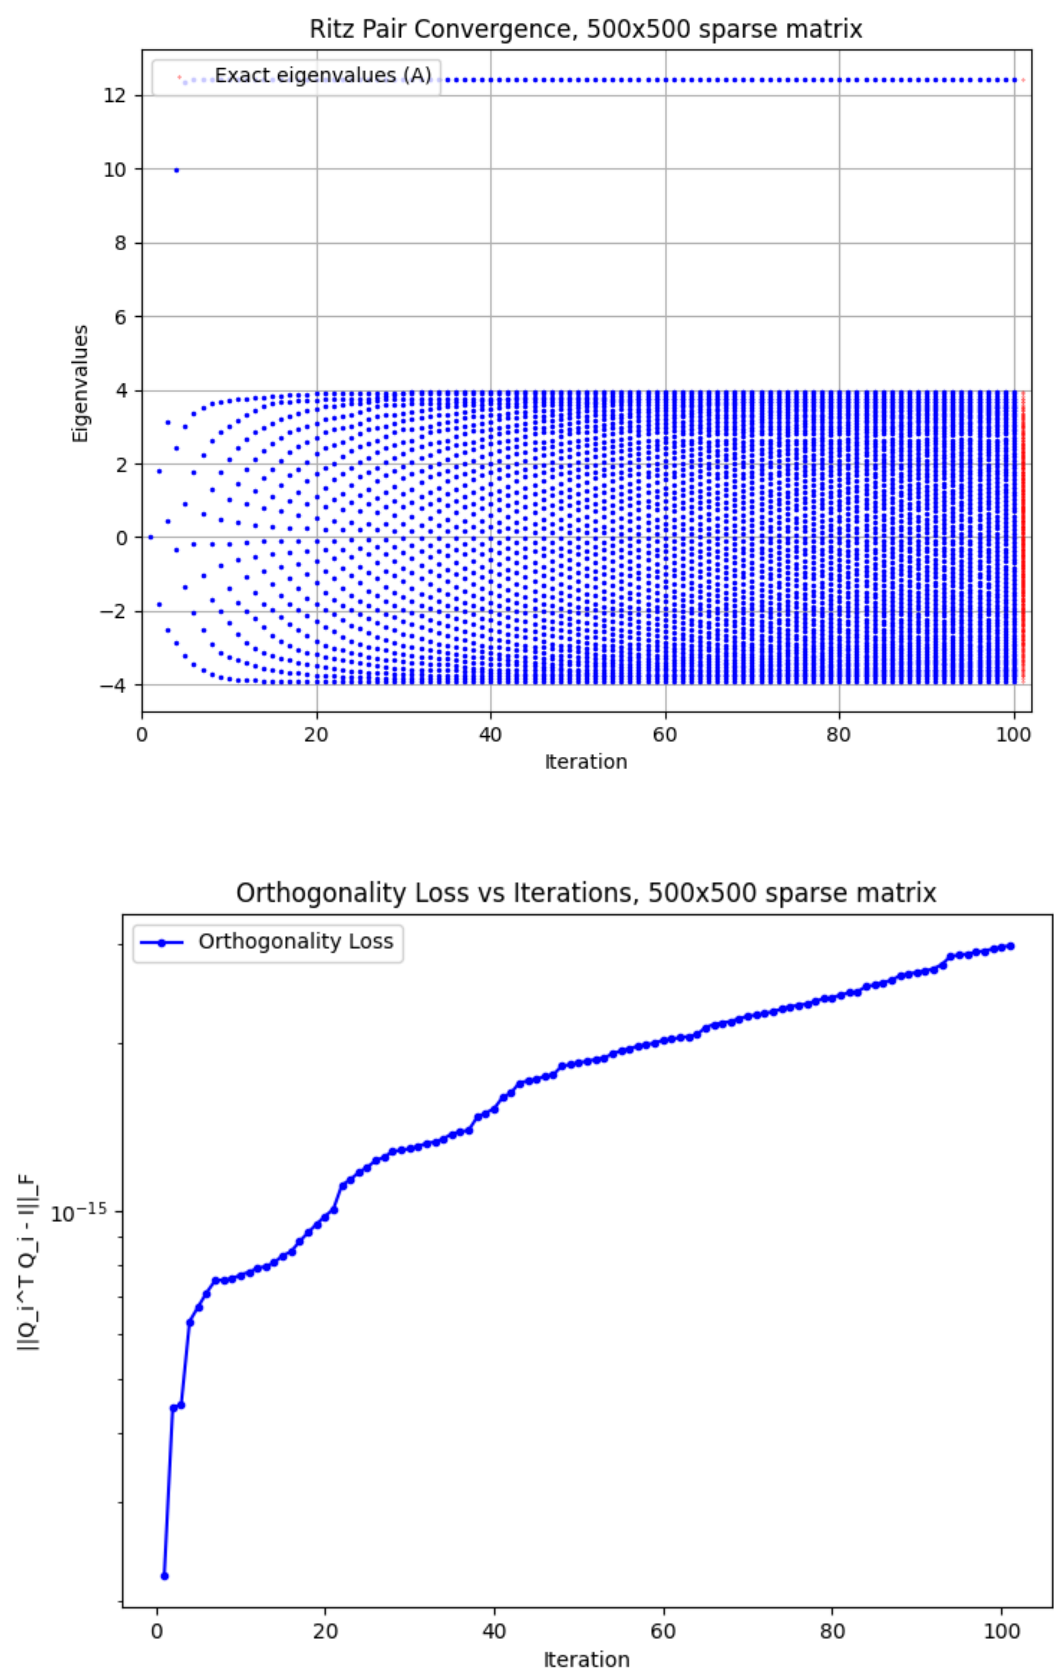 Ritz Pair Convergence, 500x500 sparse matrix
Exact eigenvalues (A)
12
10
8
6
4
2
0
−2
−4
Eigenvalues
0 20 40 60 80 100
Iteration
Orthogonality Loss vs Iterations, 500x500 sparse matrix
Orthogonality Loss
10⁻¹⁵
||Q_i^T Q_i - I||_F
0 20 40 60 80 100
Iteration